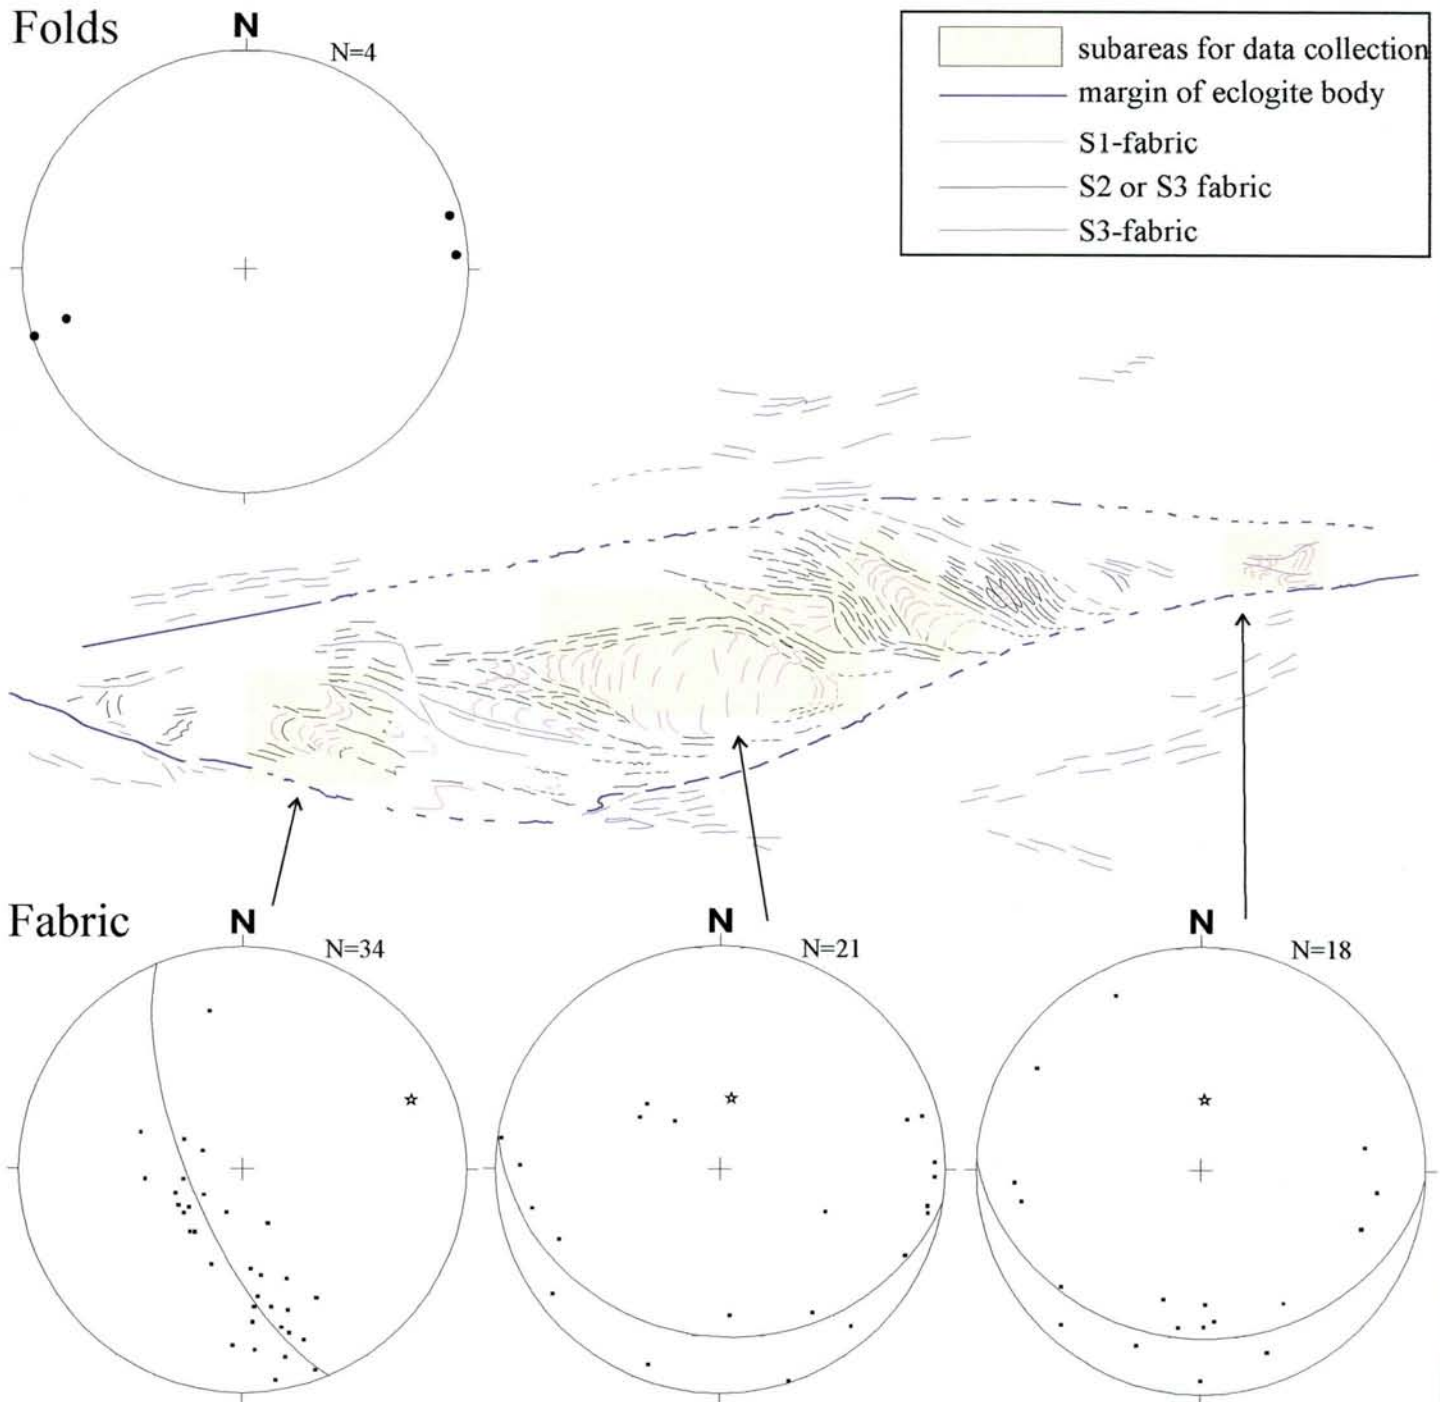 Folds
N
N=4
subareas for data collection
margin of eclogite body
S1-fabric
S2 or S3 fabric
S3-fabric
Fabric
N
N=34
N
N=21
N
N=18